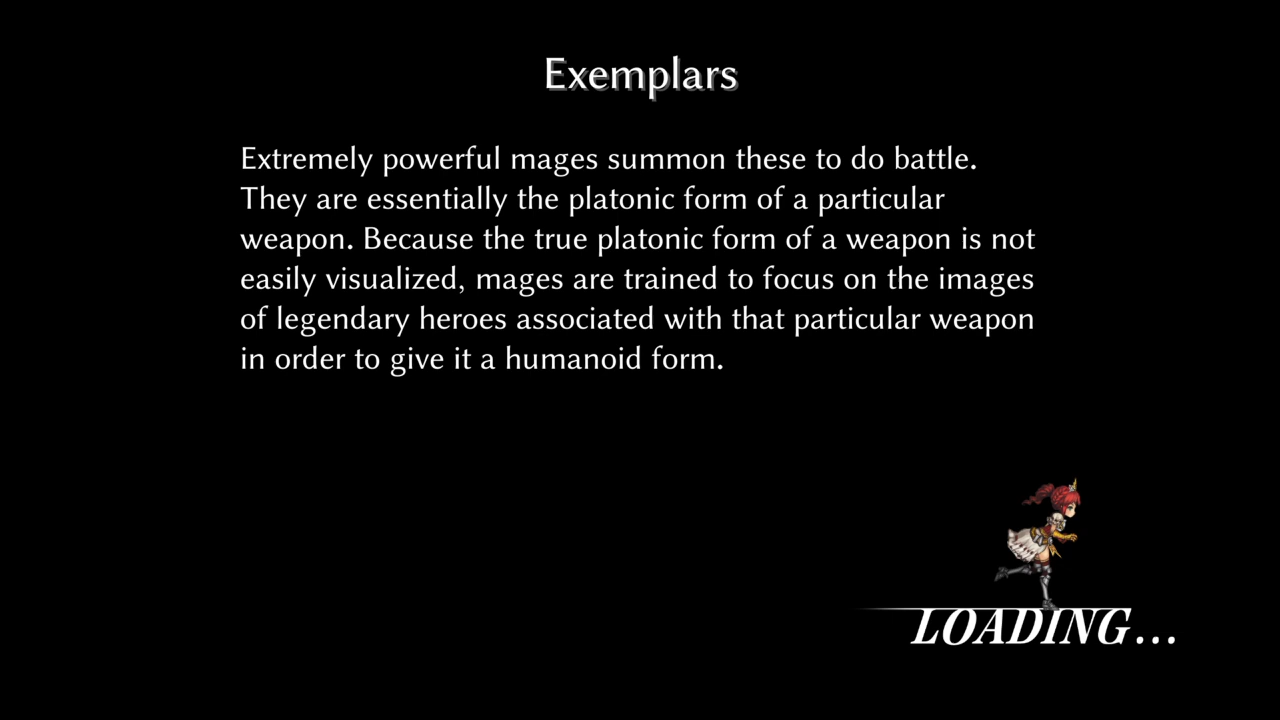 Exemplars
Extremely powerful mages summon these to do battle.
They are essentially the platonic form of a particular
weapon. Because the true platonic form of a weapon is not
easily visualized, mages are trained to focus on the images
of legendary heroes associated with that particular weapon
in order to give it a humanoid form.
LOADING...